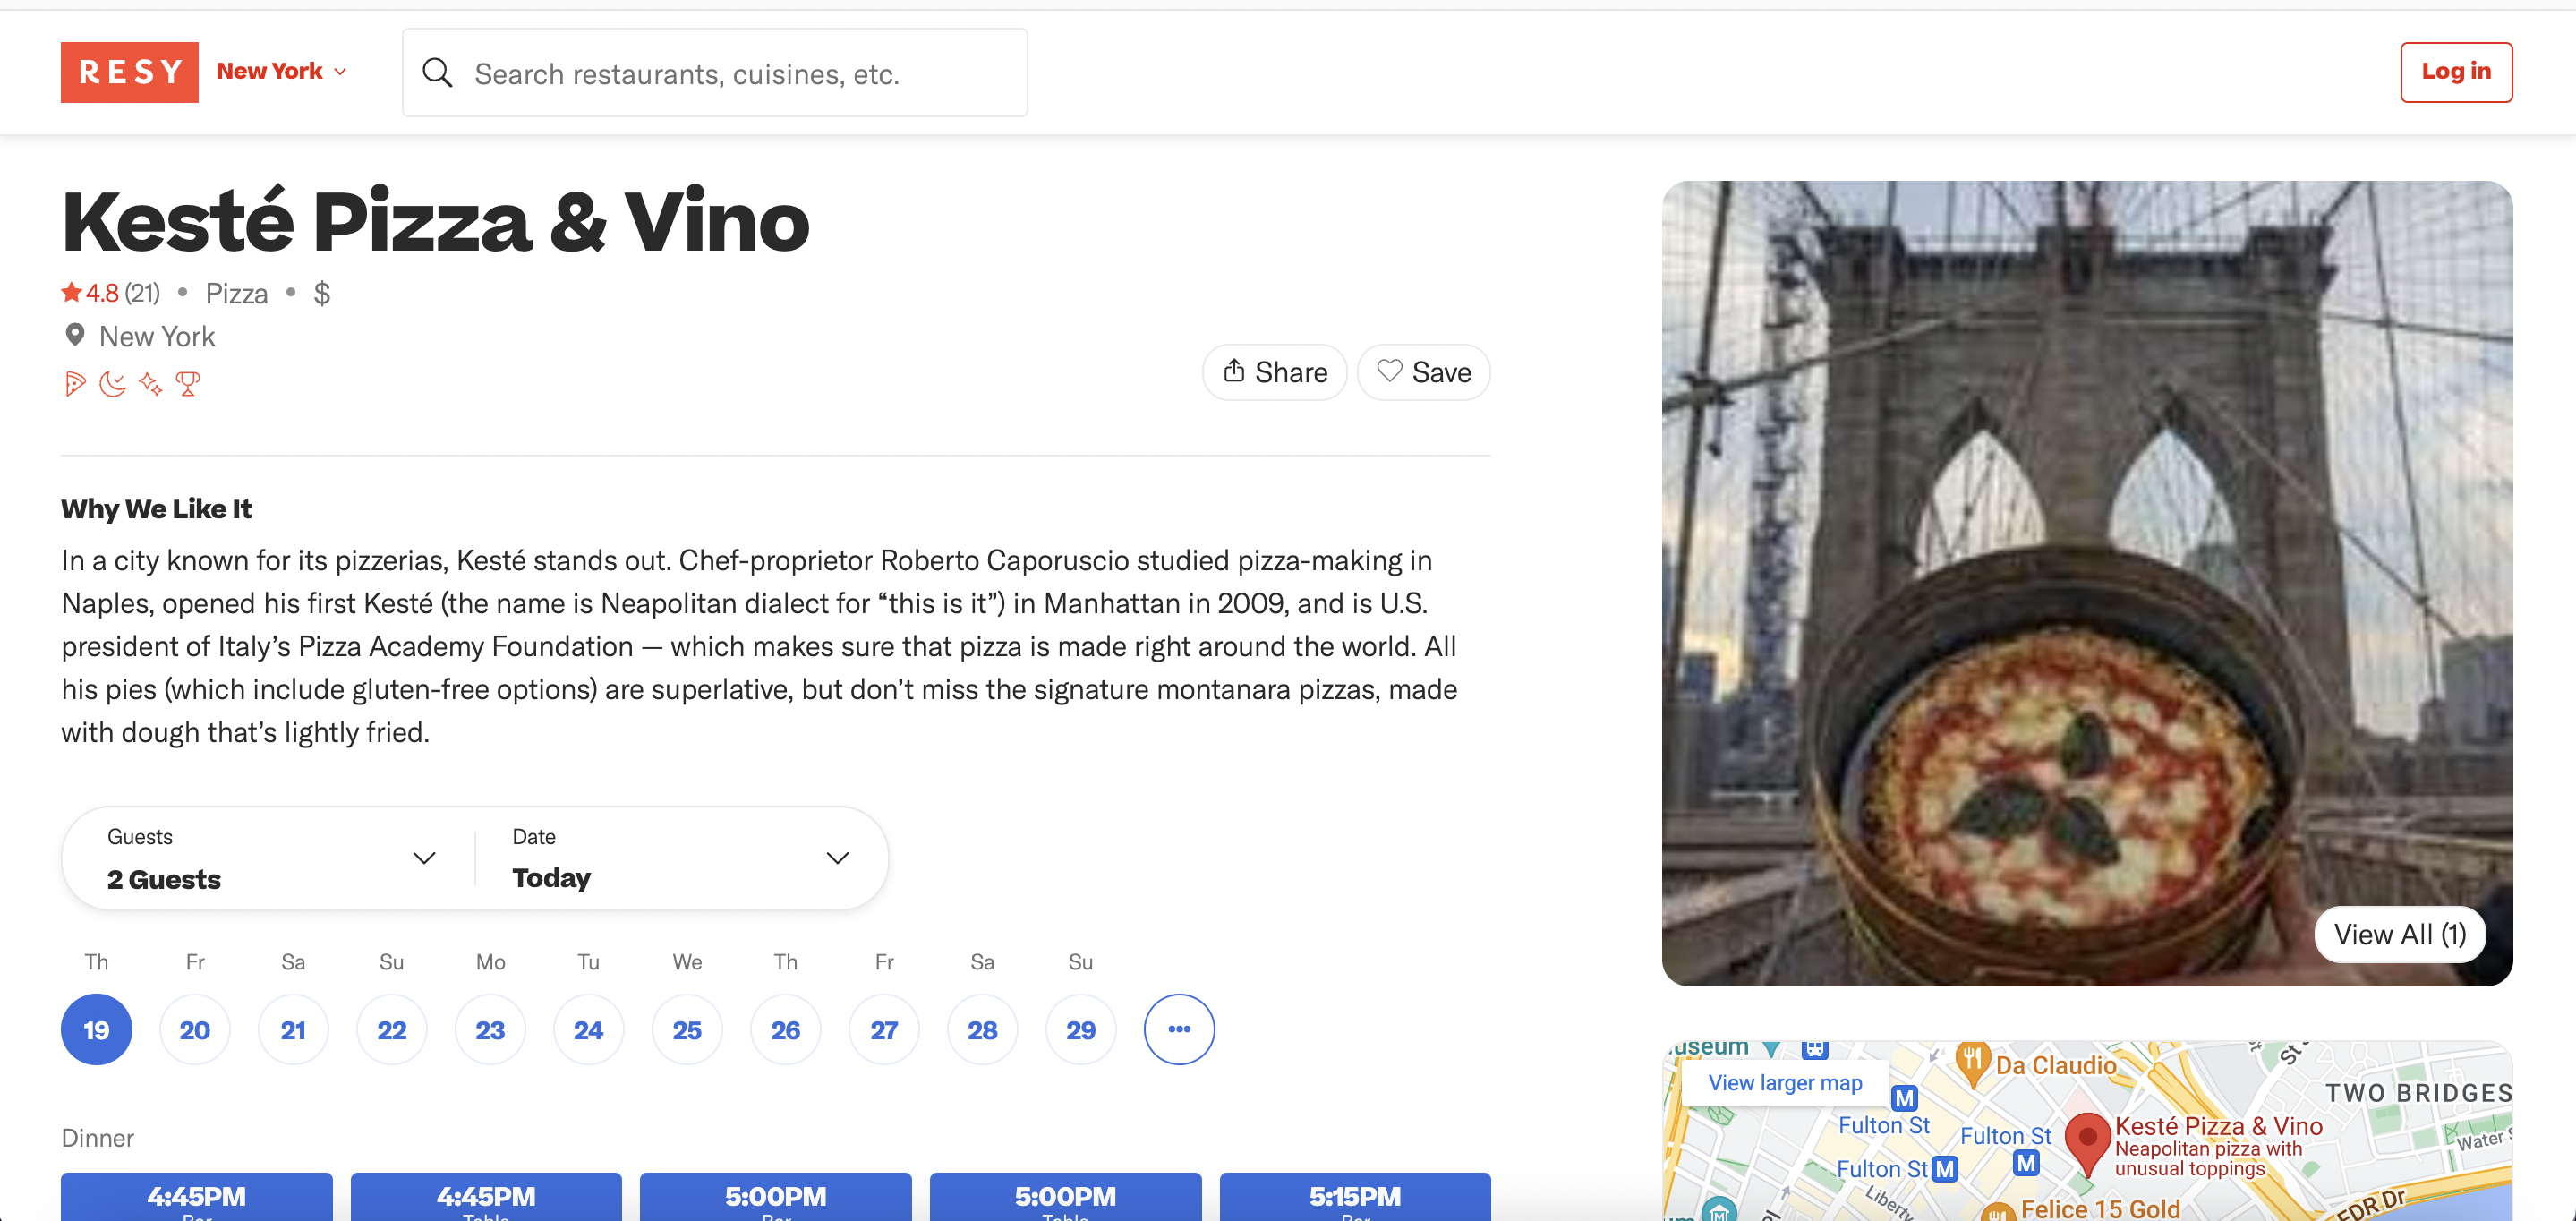 RESY
New York
Search restaurants, cuisines, etc.
Log in
Kesté Pizza & Vino
4.8 (21) • Pizza • $
New York
Share
Save
Why We Like It
In a city known for its pizzerias, Kesté stands out. Chef-proprietor Roberto Caporuscio studied pizza-making in
Naples, opened his first Kesté (the name is Neapolitan dialect for “this is it”) in Manhattan in 2009, and is U.S.
president of Italy’s Pizza Academy Foundation — which makes sure that pizza is made right around the world. All
his pies (which include gluten-free options) are superlative, but don’t miss the signature montanara pizzas, made
with dough that’s lightly fried.
Guests
2 Guests
Date
Today
Th Fr Sa Su Mo Tu We Th Fr Sa Su
19 20 21 22 23 24 25 26 27 28 29 •••
Dinner
4:45PM 4:45PM 5:00PM 5:00PM 5:15PM
View All (1)
View larger map
Da Claudio
TWO BRIDGES
M
Fulton St
Fulton St
M
Fulton St M
Kesté Pizza & Vino
Neapolitan pizza with
unusual toppings
Water
Liberty
Felice 15 Gold
FDR Dr
St